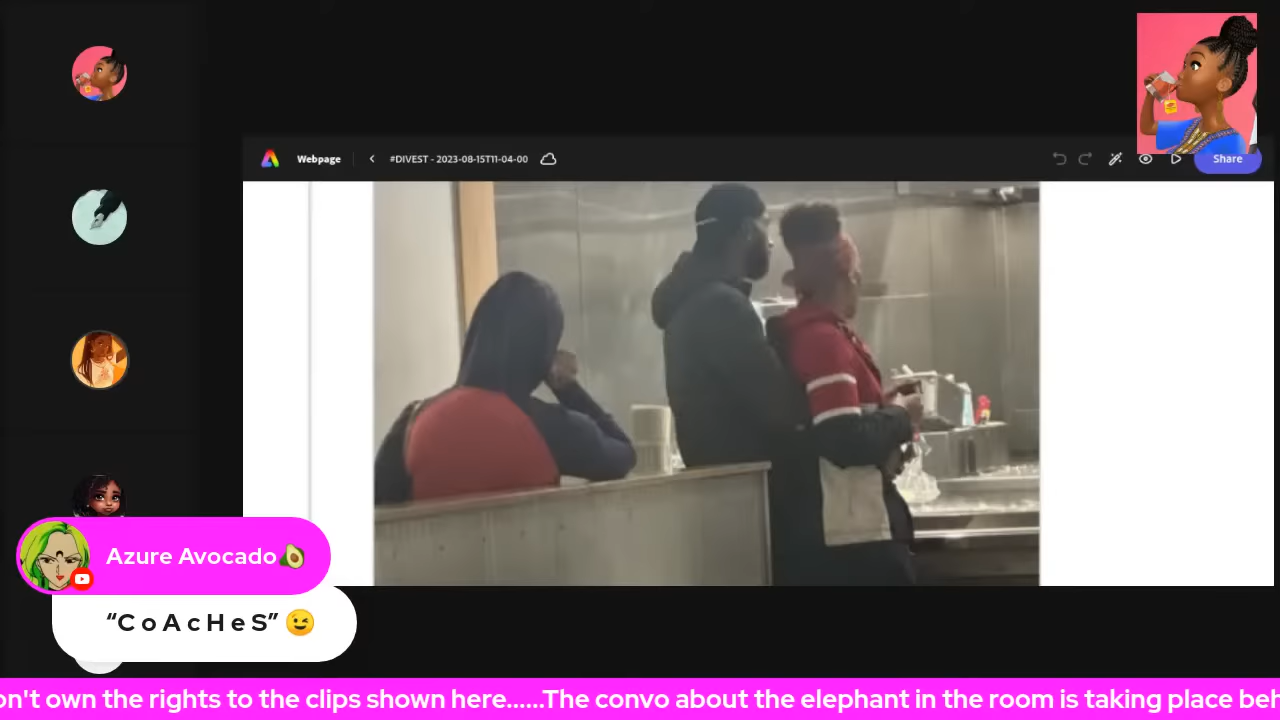 Webpage
#DIVEST - 2023-08-15T11-04-00
Share
Azure Avocado🥑
“C o A c H e S” 😉
on't own the rights to the clips shown here......The convo about the elephant in the room is taking place beh